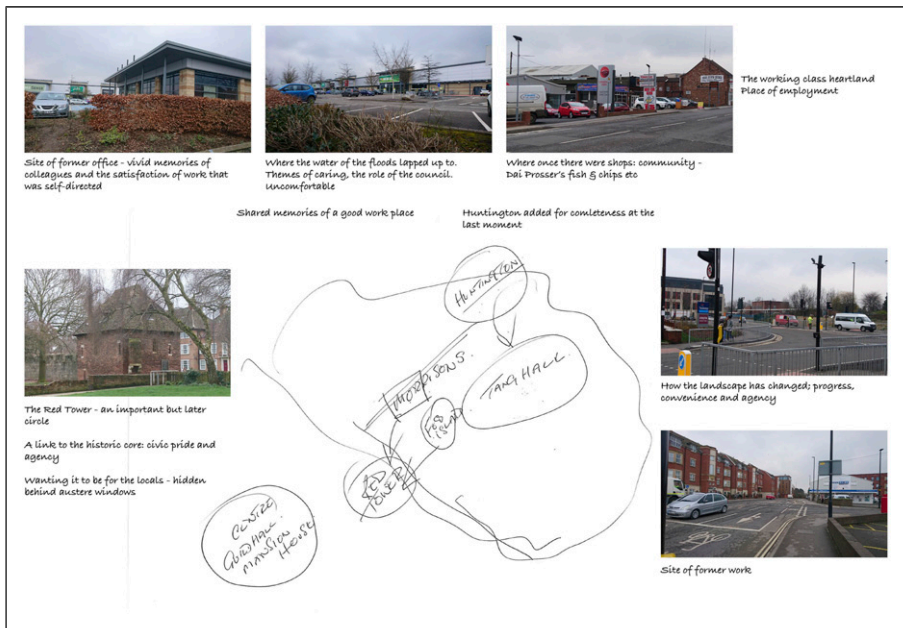 The working class heartland
Place of employment
Site of former office - vivid memories of
colleagues and the satisfaction of work that
was self-directed
Where the water of the floods lapped up to.
Themes of caring, the role of the council.
Uncomfortable
Where once there were shops: community -
Dai Prosser's fish & chips etc
Shared memories of a good work place
Huntington added for comleteness at the
last moment
HUNTINGTON
MORRISONS
TANG HALL
RED
TOWER
CENTRE,
GUILDHALL.
MANSION
HOUSE
The Red Tower - an important but later
circle
A link to the historic core: civic pride and
agency
Wanting it to be for the locals - hidden
behind austere windows
How the landscape has changed; progress,
convenience and agency
Site of former work